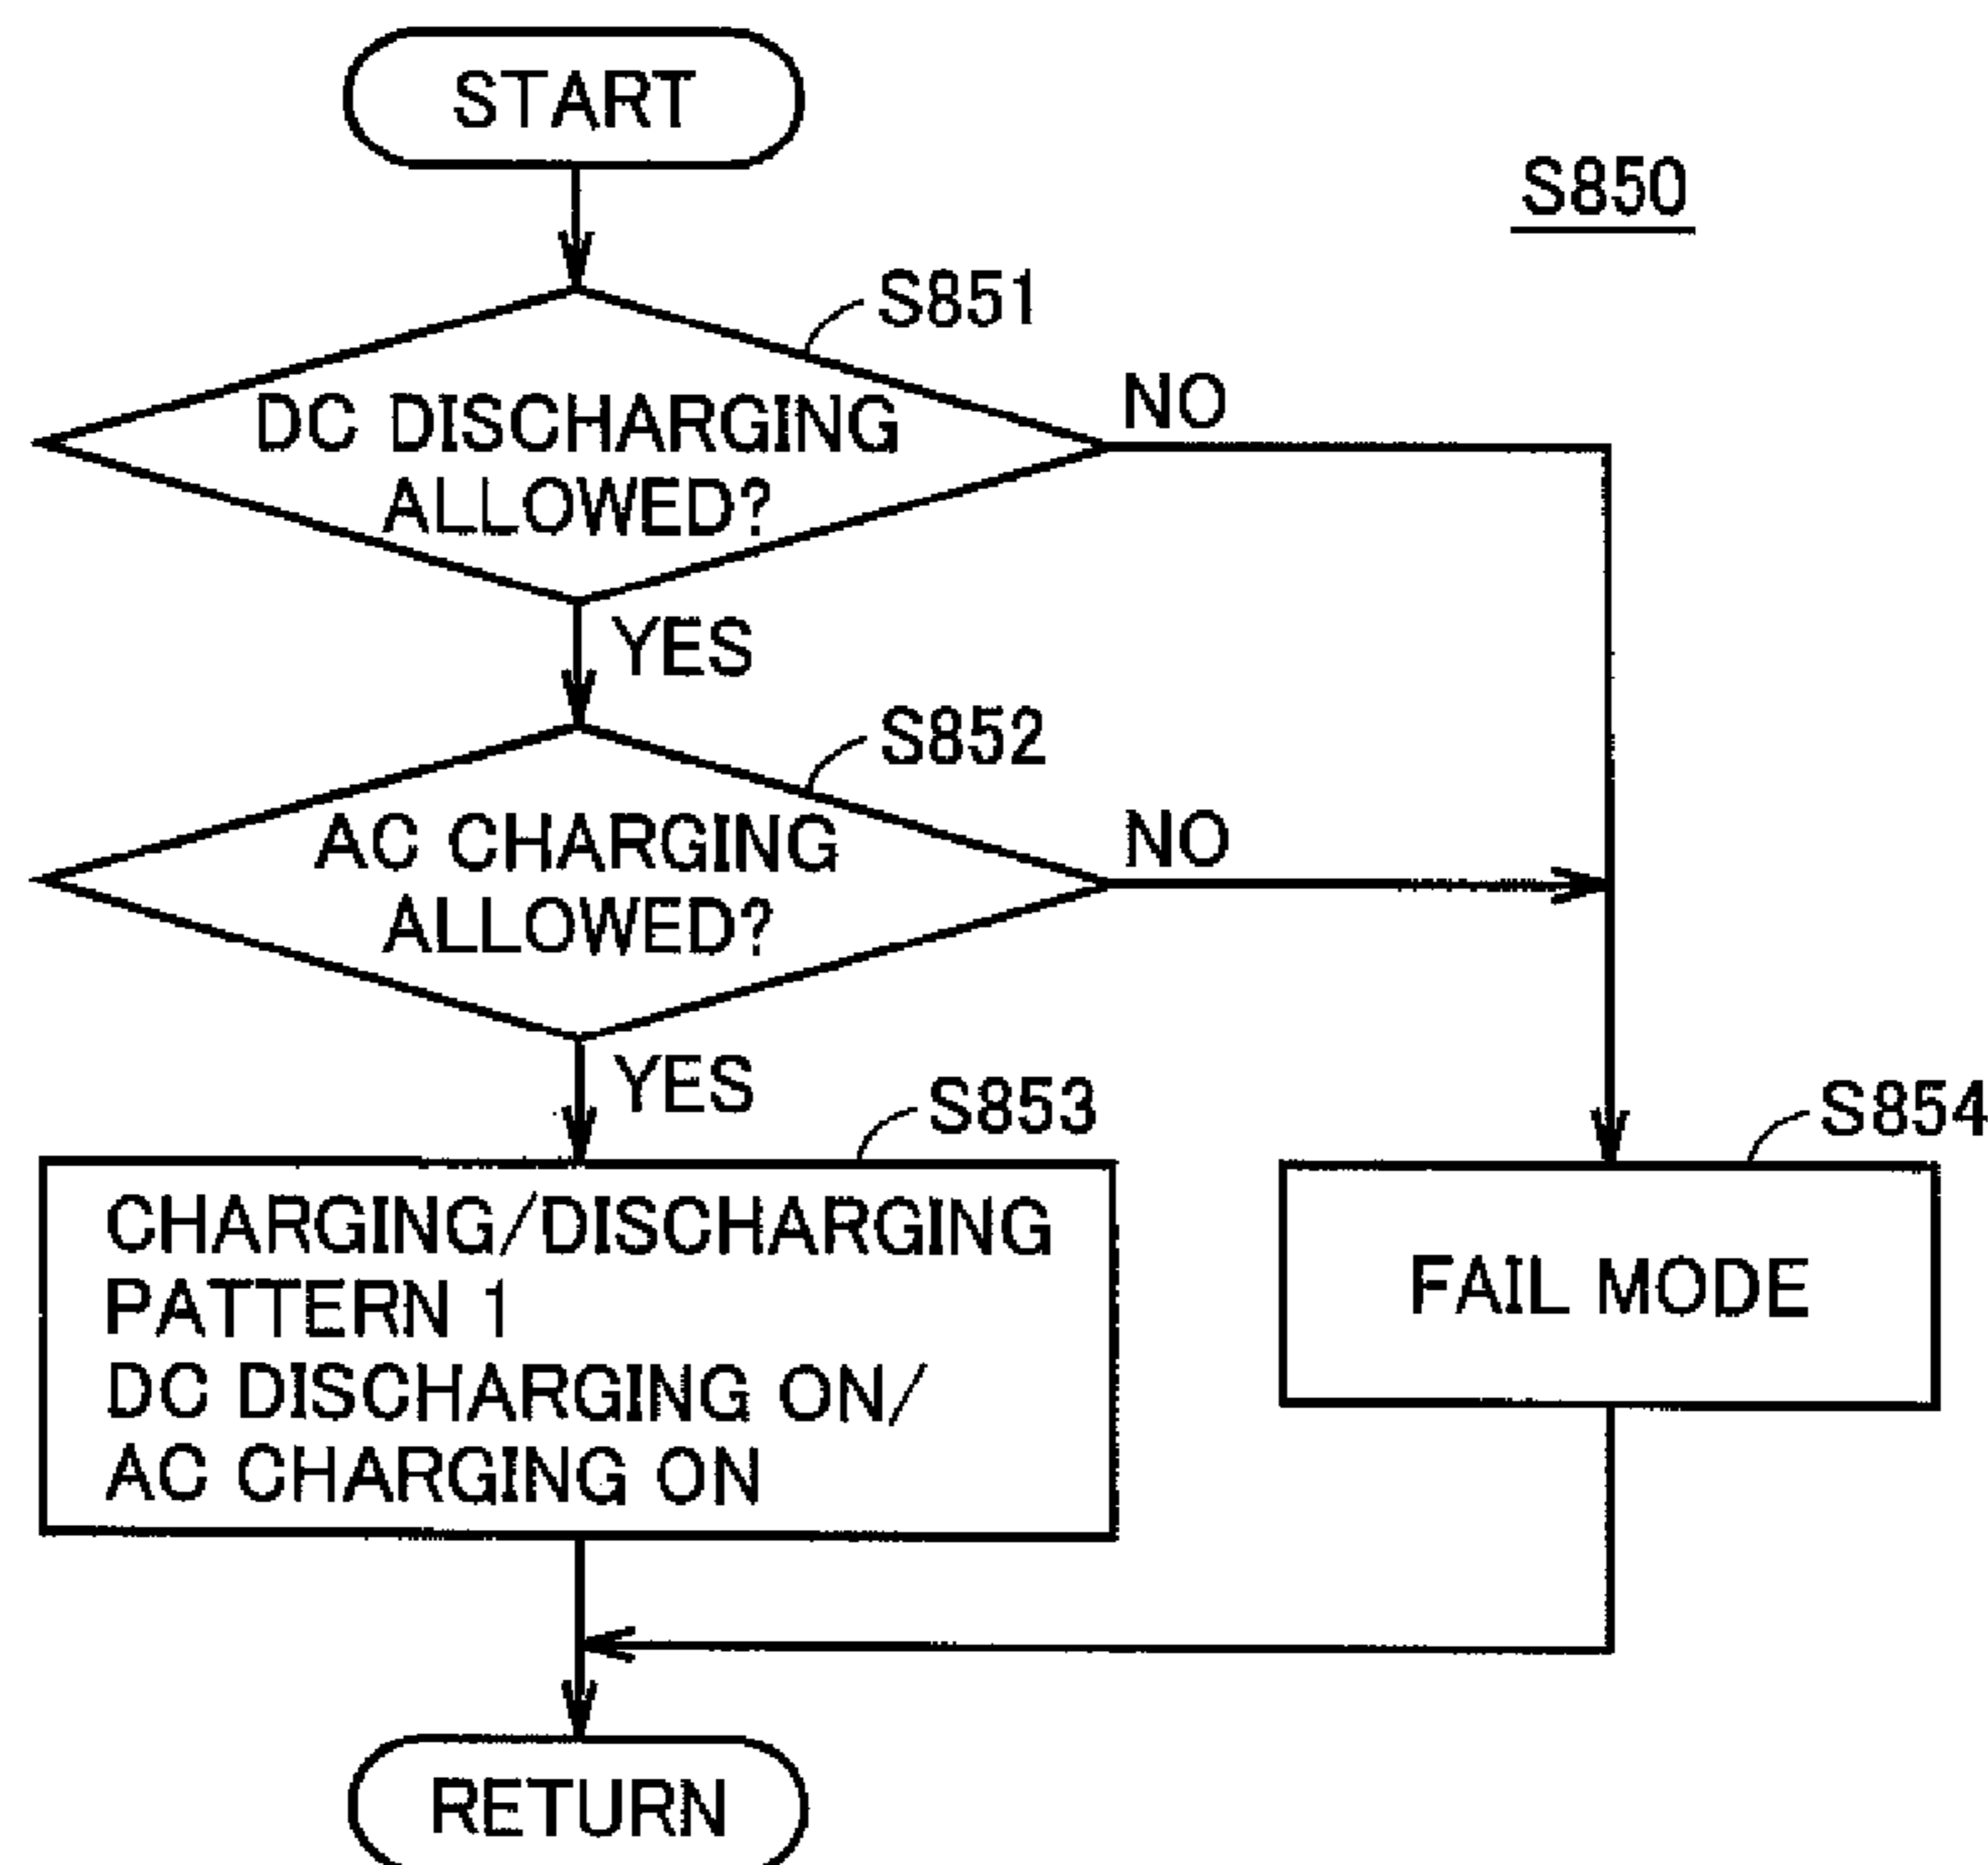 START
S850
S851
DC DISCHARGING
ALLOWED?
NO
YES
S852
AC CHARGING
ALLOWED?
NO
YES
S853
S854
CHARGING/DISCHARGING
PATTERN 1
DC DISCHARGING ON/
AC CHARGING ON
FAIL MODE
RETURN